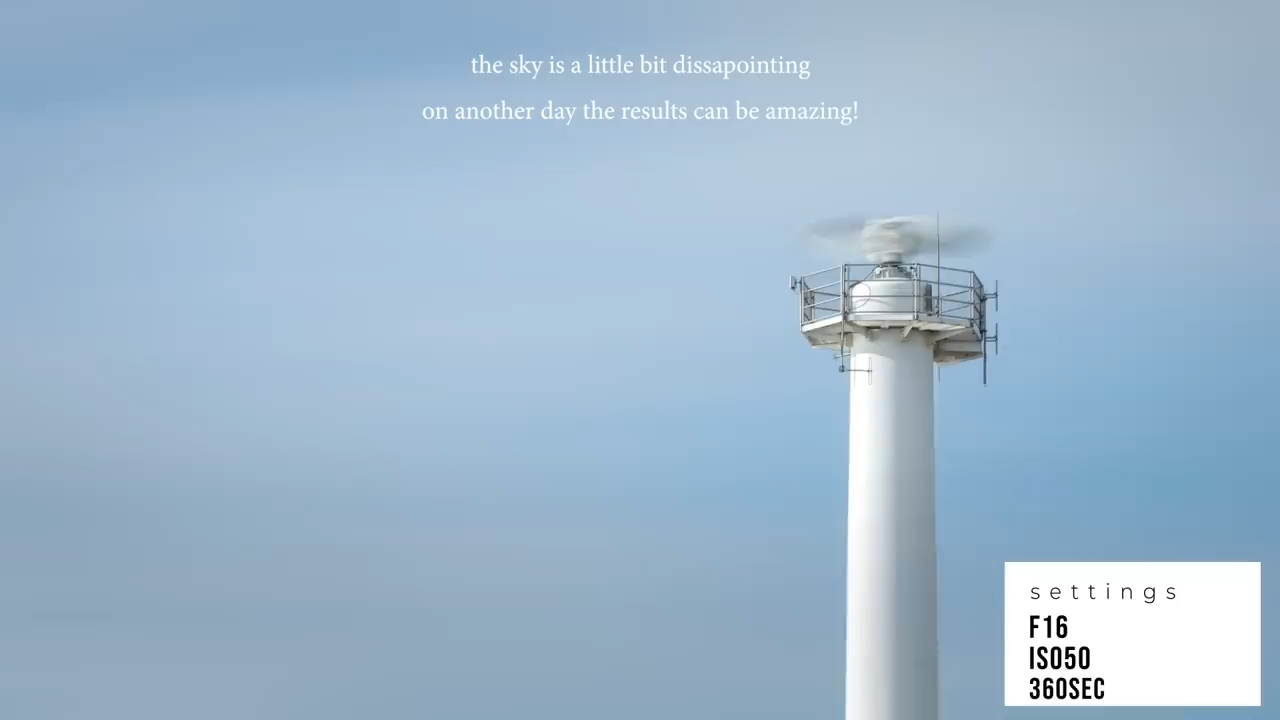 the sky is a little bit dissapointing
on another day the results can be amazing!
settings
F16
ISO50
360SEC